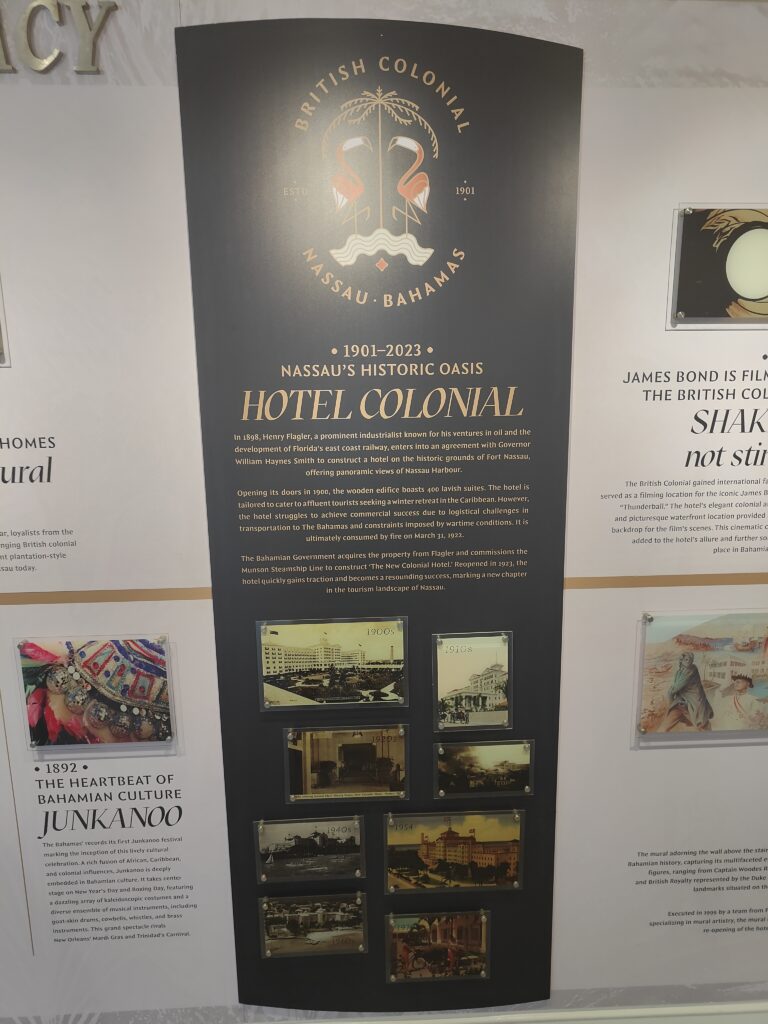 ACY
BRITISH COLONIAL
ESTD 1901
NASSAU · BAHAMAS
• 1901–2023 •
NASSAU'S HISTORIC OASIS
HOTEL COLONIAL
In 1898, Henry Flagler, a prominent industrialist known for his ventures in oil and the
development of Florida's east coast railway, enters into an agreement with Governor
William Haynes Smith to construct a hotel on the historic grounds of Fort Nassau,
offering panoramic views of Nassau Harbour.
Opening its doors in 1900, the wooden edifice boasts 400 lavish suites. The hotel is
tailored to cater to affluent tourists seeking a winter retreat in the Caribbean. However,
the hotel struggles to achieve commercial success due to logistical challenges in
transportation to The Bahamas and constraints imposed by wartime conditions. It is
ultimately consumed by fire on March 31, 1922.
The Bahamian Government acquires the property from Flagler and commissions the
Munson Steamship Line to construct 'The New Colonial Hotel.' Reopened in 1923, the
hotel quickly gains traction and becomes a resounding success, marking a new chapter
in the tourism landscape of Nassau.
1900s
1910s
1920s
1940s
1954
HOMES
ural
ar, loyalists from the
nging British colonial
nt plantation-style
sau today.
• 1892 •
THE HEARTBEAT OF
BAHAMIAN CULTURE
JUNKANOO
The Bahamas' records its first Junkanoo festival
marking the inception of this lively cultural
celebration. A rich fusion of African, Caribbean,
and colonial influences, Junkanoo is deeply
embedded in Bahamian culture. It takes center
stage on New Year's Day and Boxing Day, featuring
a dazzling array of kaleidoscopic costumes and a
diverse ensemble of musical instruments, including
goat-skin drums, cowbells, whistles, and brass
instruments. This grand spectacle rivals
New Orleans' Mardi Gras and Trinidad's Carnival.
JAMES BOND IS FILM
THE BRITISH COL
SHAK
not stir
The British Colonial gained international fa
served as a filming location for the iconic James B
"Thunderball." The hotel's elegant colonial a
and picturesque waterfront location provided
backdrop for the film's scenes. This cinematic c
added to the hotel's allure and further so
place in Bahamia
The mural adorning the wall above the stair
Bahamian history, capturing its multifaceted e
figures, ranging from Captain Woodes R
and British Royalty represented by the Duke
landmarks situated on th
Executed in 1999 by a team from F
specializing in mural artistry, the mural
re-opening of the hote